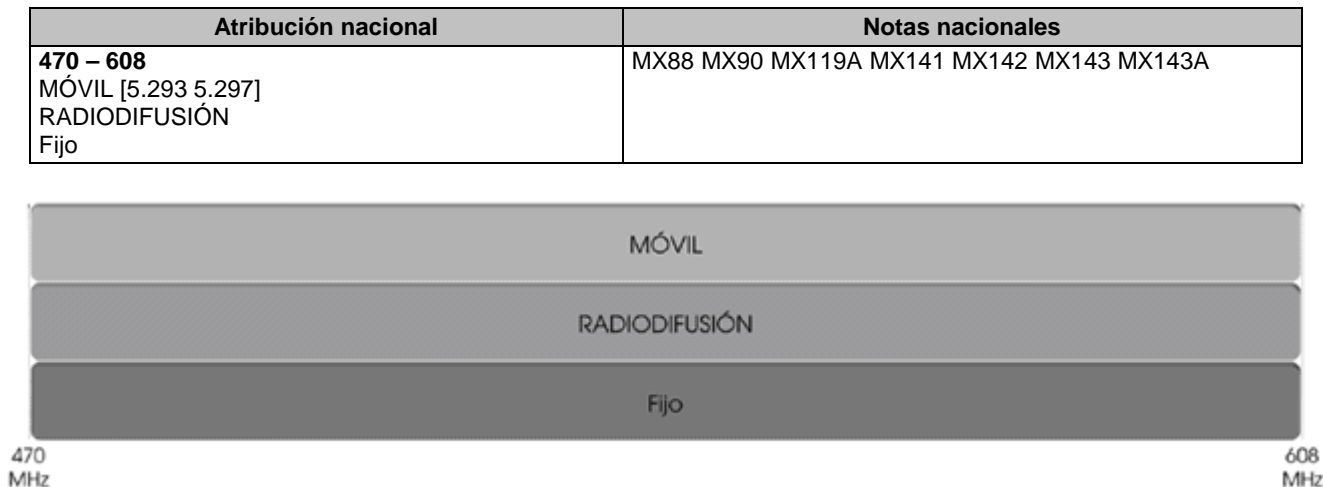 Atribución nacional
Notas nacionales
470 – 608
MÓVIL [5.293 5.297]
RADIODIFUSIÓN
Fijo
MX88 MX90 MX119A MX141 MX142 MX143 MX143A
MÓVIL
RADIODIFUSIÓN
Fijo
470
MHz
608
MHz